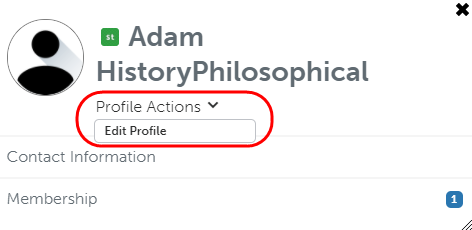 st Adam
HistoryPhilosophical
Profile Actions
Edit Profile
Contact Information
Membership 1